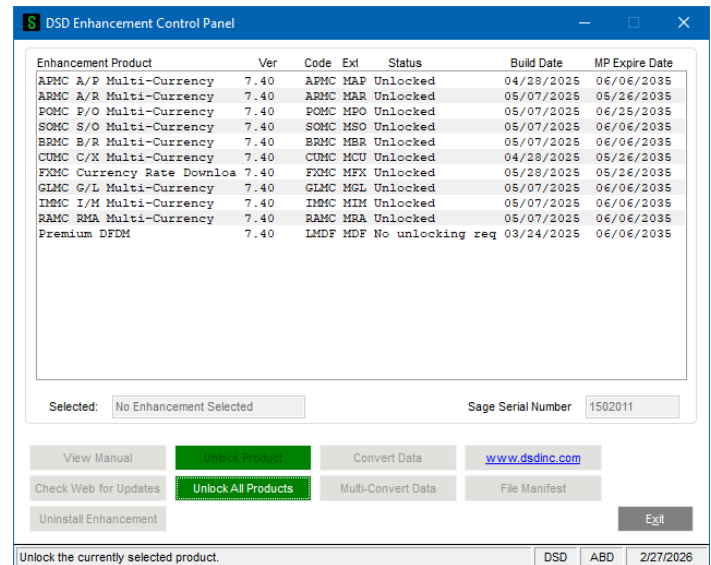 S DSD Enhancement Control Panel
Enhancement Product Ver Code Ext Status Build Date MP Expire Date
APMC A/P Multi-Currency 7.40 APMC MAP Unlocked 04/28/2025 06/06/2035
ARMC A/R Multi-Currency 7.40 ARMC MAR Unlocked 05/07/2025 05/26/2035
POMC P/O Multi-Currency 7.40 POMC MPO Unlocked 05/07/2025 06/25/2035
SOMC S/O Multi-Currency 7.40 SOMC MSO Unlocked 05/07/2025 06/06/2035
BRMC B/R Multi-Currency 7.40 BRMC MBR Unlocked 05/07/2025 06/06/2035
CUMC C/X Multi-Currency 7.40 CUMC MCU Unlocked 04/28/2025 05/26/2035
FXMC Currency Rate Downloa 7.40 FXMC MFX Unlocked 05/28/2025 05/26/2035
GLMC G/L Multi-Currency 7.40 GLMC MGL Unlocked 05/07/2025 06/06/2035
IMMC I/M Multi-Currency 7.40 IMMC MIM Unlocked 05/07/2025 06/06/2035
RAMC RMA Multi-Currency 7.40 RAMC MRA Unlocked 05/07/2025 06/06/2035
Premium DFDM 7.40 LMDF MDF No unlocking req 03/24/2025 06/06/2035
Selected: No Enhancement Selected Sage Serial Number 1502011
View Manual Unlock Product Convert Data www.dsdinc.com
Check Web for Updates Unlock All Products Multi-Convert Data File Manifest
Uninstall Enhancement Exit
Unlock the currently selected product. DSD ABD 2/27/2026